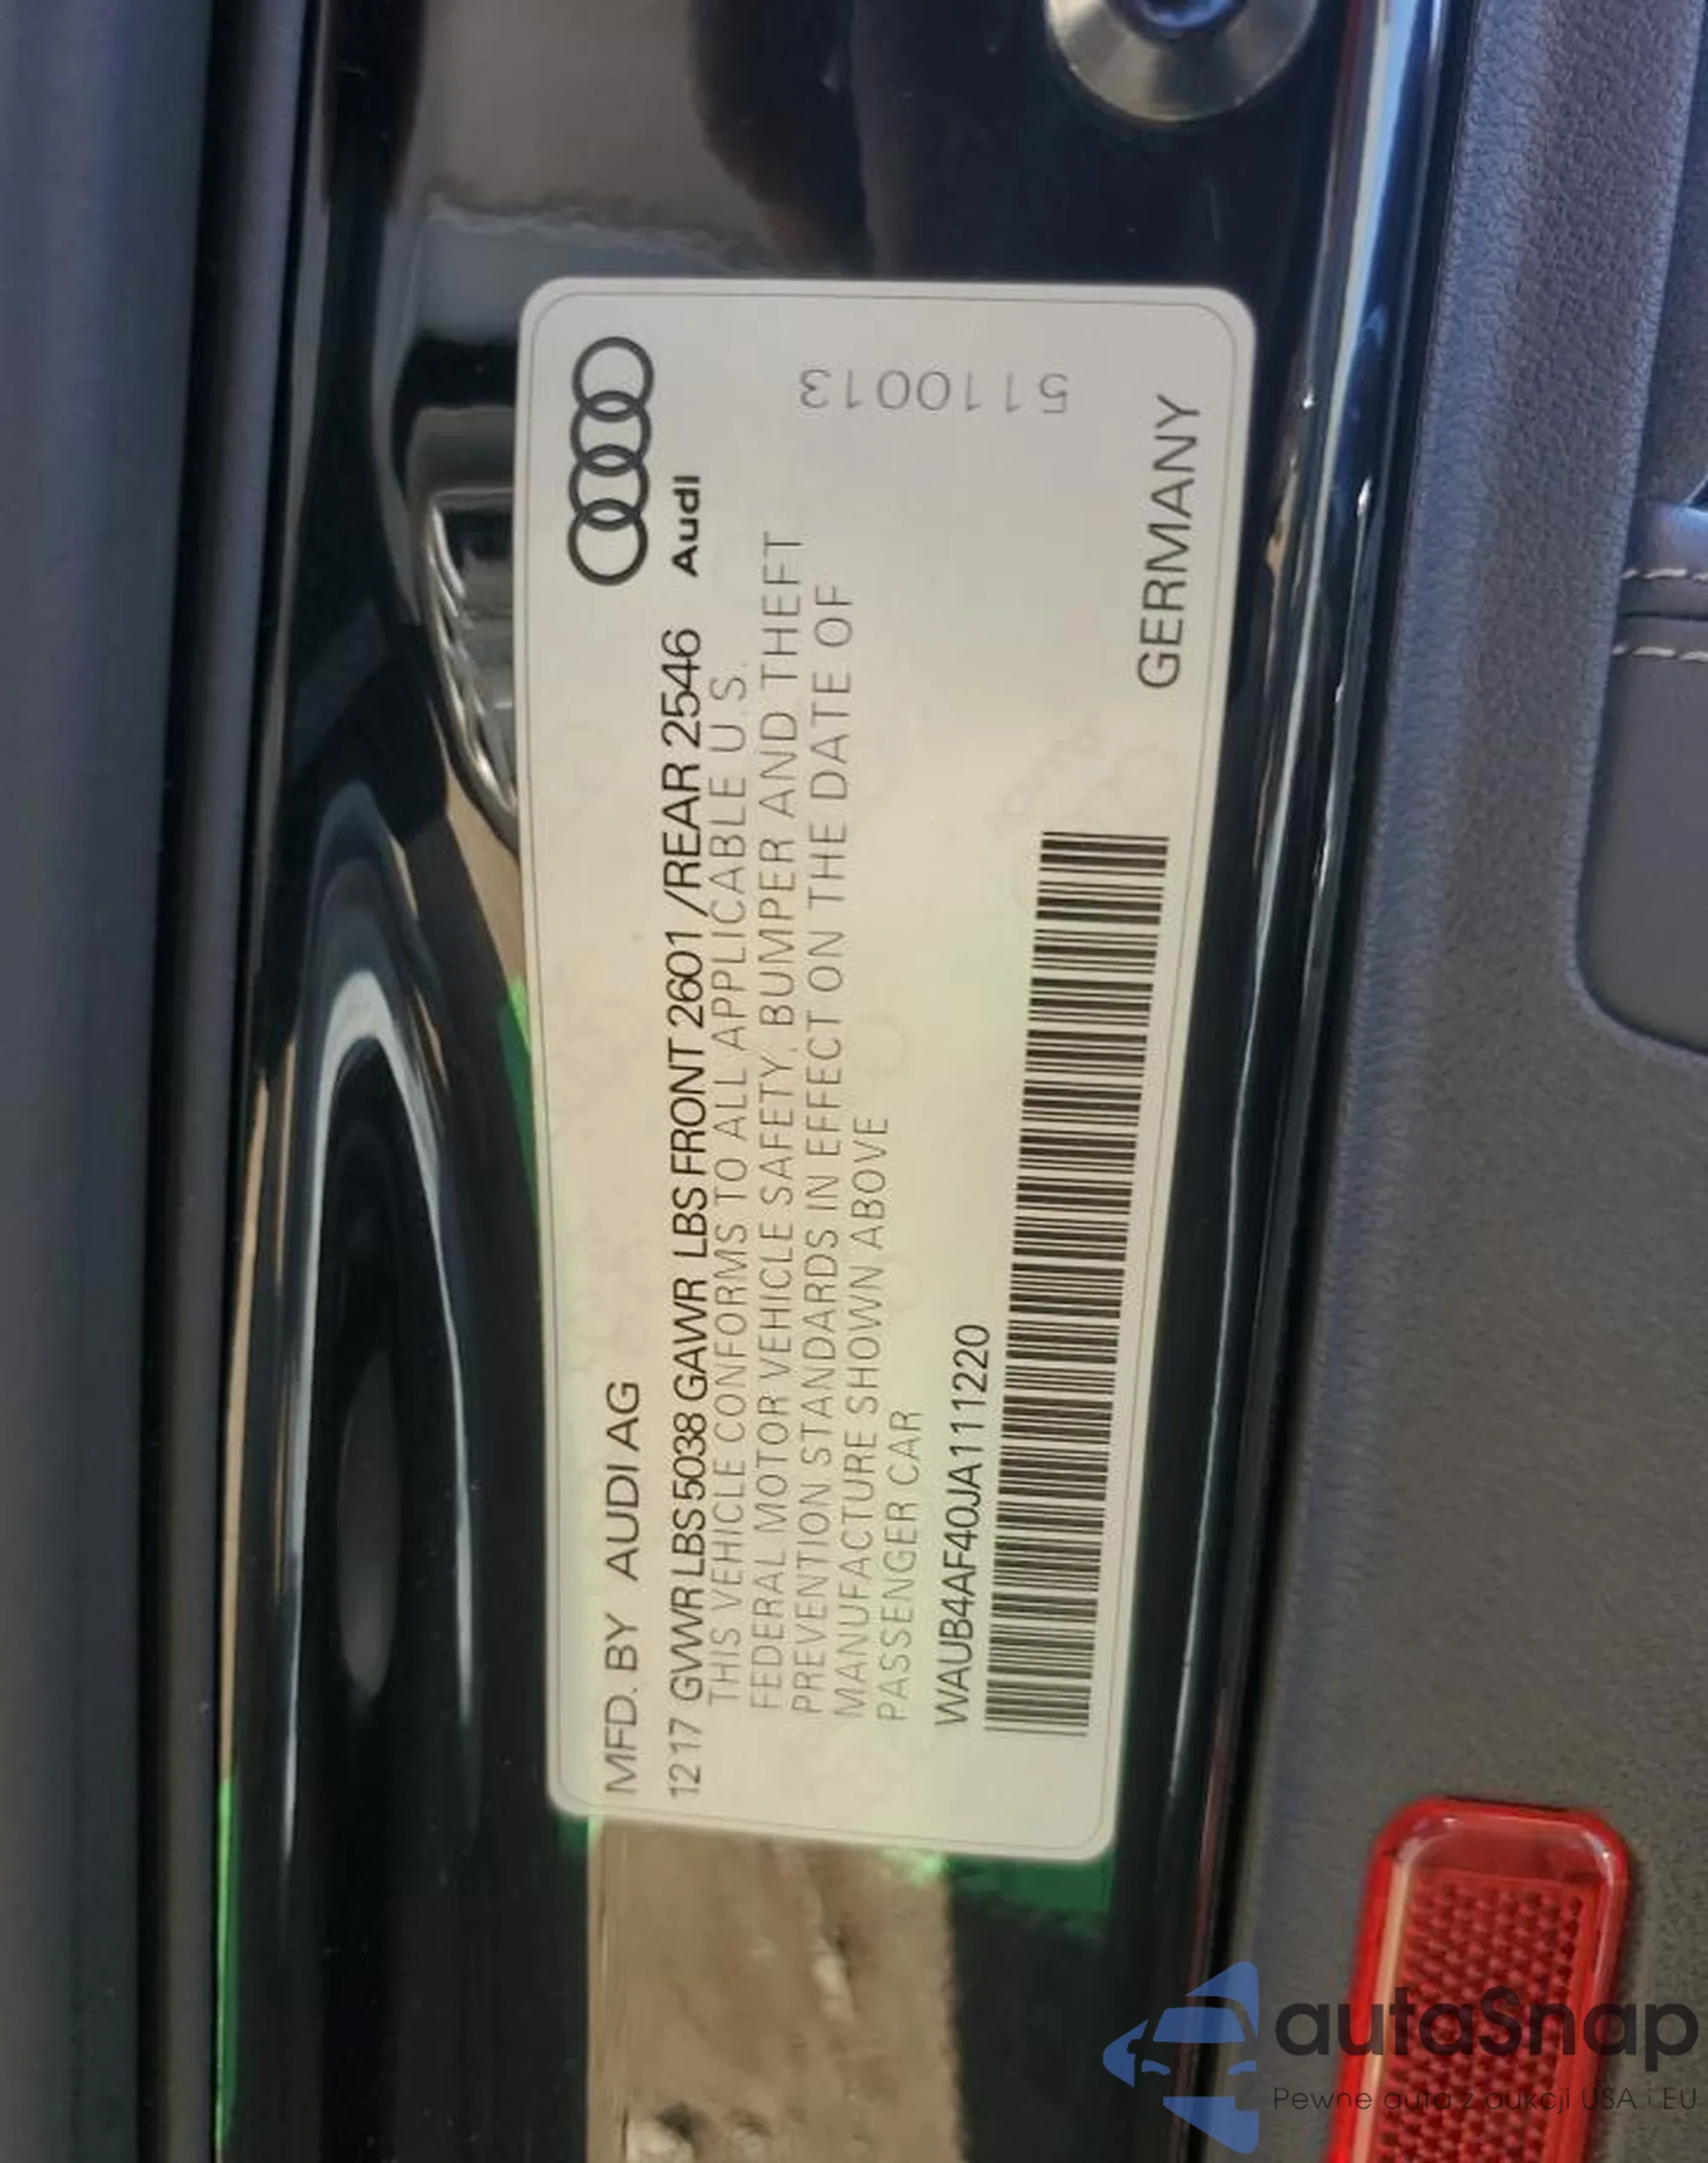 MFD. BY AUDI AG
Audi
12 17 GVWR LBS 5038 GAWR LBS FRONT 2601 /REAR 2546
THIS VEHICLE CONFORMS TO ALL APPLICABLE U.S.
FEDERAL MOTOR VEHICLE SAFETY, BUMPER AND THEFT
PREVENTION STANDARDS IN EFFECT ON THE DATE OF
MANUFACTURE SHOWN ABOVE
PASSENGER CAR
5110013
WAUB4AF40JA111220
GERMANY
autaSnap
Pewne auta z aukcji USA i EU